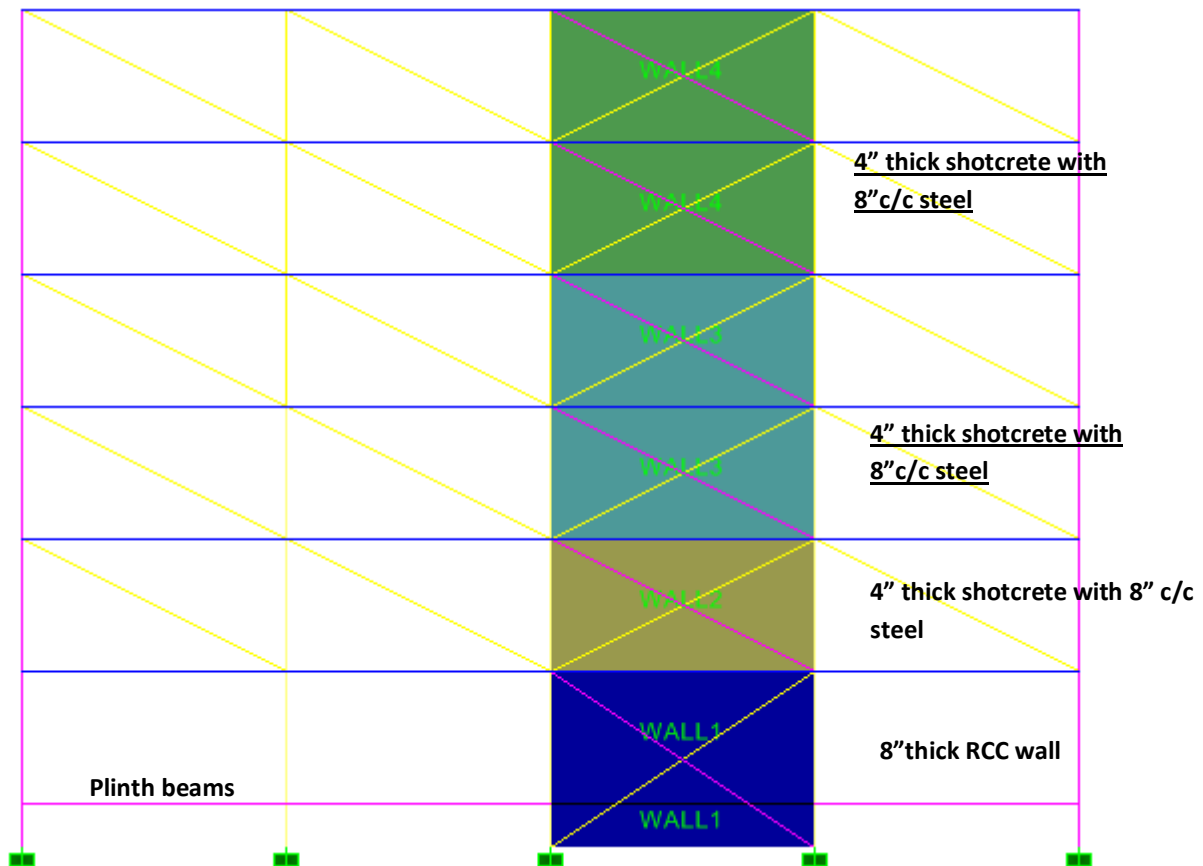 WALL4
4” thick shotcrete with
8”c/c steel
WALL4
WALL3
4” thick shotcrete with
8”c/c steel
WALL3
4” thick shotcrete with 8” c/c
steel
WALL2
WALL1
8”thick RCC wall
Plinth beams
WALL1